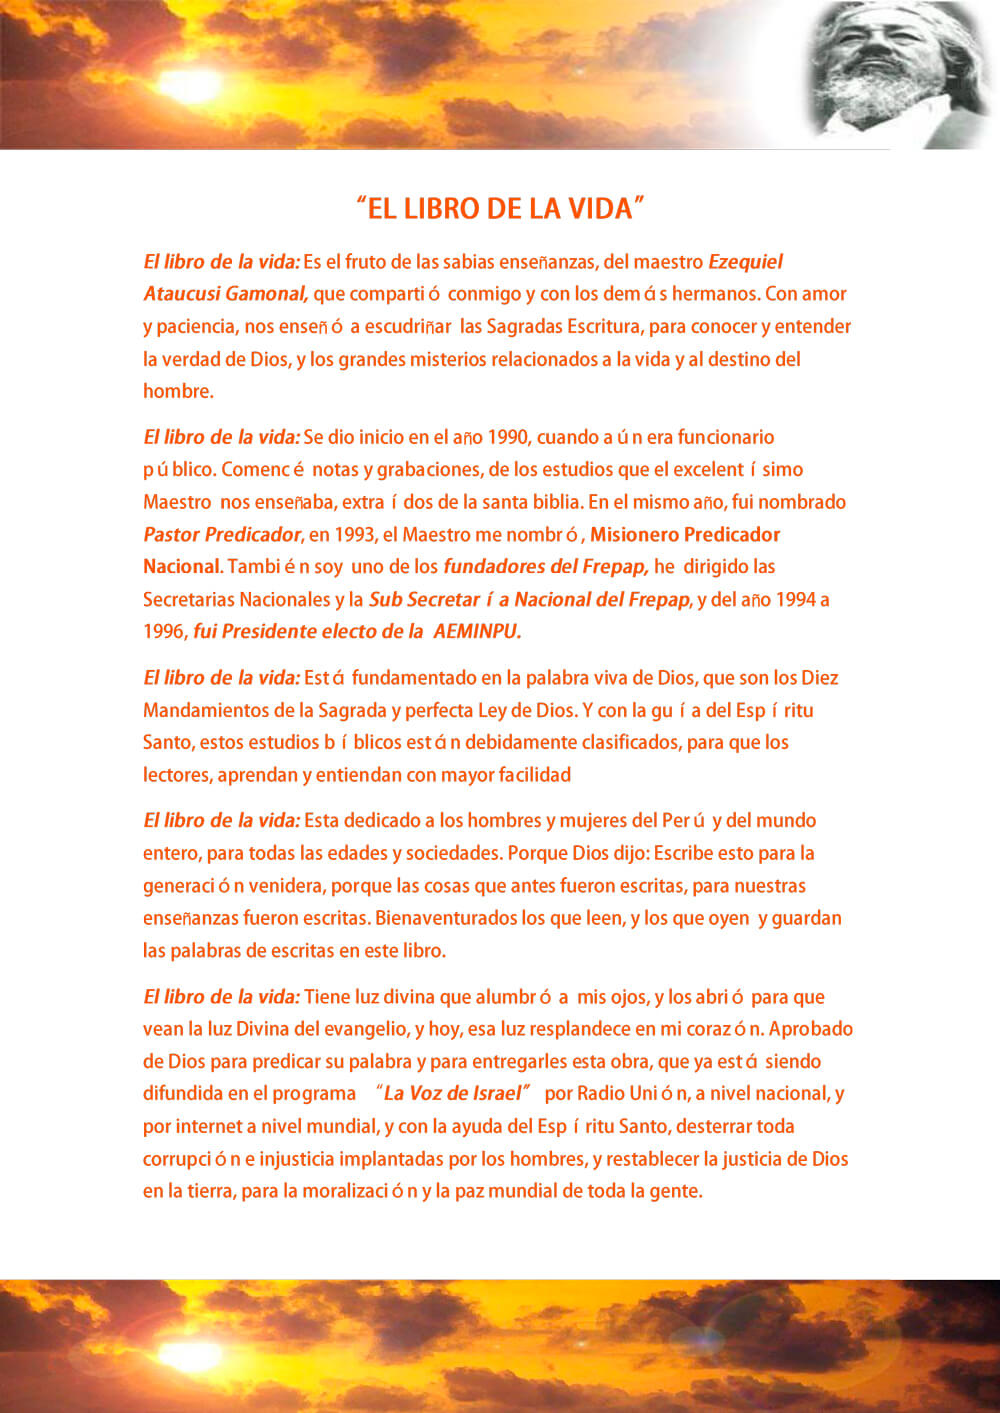 “EL LIBRO DE LA VIDA”
El libro de la vida: Es el fruto de las sabias enseñanzas, del maestro Ezequiel
Ataucusi Gamonal, que compartió conmigo y con los demás hermanos. Con amor
y paciencia, nos enseñó a escudriñar las Sagradas Escritura, para conocer y entender
la verdad de Dios, y los grandes misterios relacionados a la vida y al destino del
hombre.
El libro de la vida: Se dio inicio en el año 1990, cuando aún era funcionario
público. Comencé notas y grabaciones, de los estudios que el excelentísimo
Maestro nos enseñaba, extraídos de la santa biblia. En el mismo año, fui nombrado
Pastor Predicador, en 1993, el Maestro me nombró, Misionero Predicador
Nacional. También soy uno de los fundadores del Frepap, he dirigido las
Secretarias Nacionales y la Sub Secretaría Nacional del Frepap, y del año 1994 a
1996, fui Presidente electo de la AEMINPU.
El libro de la vida: Está fundamentado en la palabra viva de Dios, que son los Diez
Mandamientos de la Sagrada y perfecta Ley de Dios. Y con la guía del Espíritu
Santo, estos estudios bíblicos están debidamente clasificados, para que los
lectores, aprendan y entiendan con mayor facilidad
El libro de la vida: Esta dedicado a los hombres y mujeres del Perú y del mundo
entero, para todas las edades y sociedades. Porque Dios dijo: Escribe esto para la
generación venidera, porque las cosas que antes fueron escritas, para nuestras
enseñanzas fueron escritas. Bienaventurados los que leen, y los que oyen y guardan
las palabras de escritas en este libro.
El libro de la vida: Tiene luz divina que alumbró a mis ojos, y los abrió para que
vean la luz Divina del evangelio, y hoy, esa luz resplandece en mi corazón. Aprobado
de Dios para predicar su palabra y para entregarles esta obra, que ya está siendo
difundida en el programa “La Voz de Israel” por Radio Unión, a nivel nacional, y
por internet a nivel mundial, y con la ayuda del Espíritu Santo, desterrar toda
corrupción e injusticia implantadas por los hombres, y restablecer la justicia de Dios
en la tierra, para la moralización y la paz mundial de toda la gente.